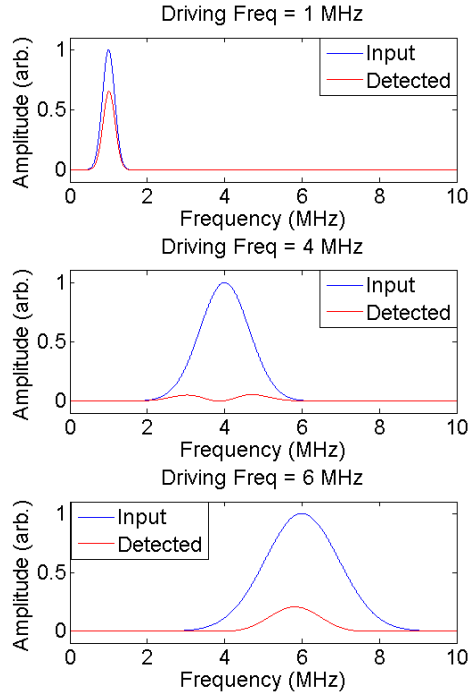 Driving Freq = 1 MHz
Amplitude (arb.)
1
0.5
0
Input
Detected
0 2 4 6 8 10
Frequency (MHz)
Driving Freq = 4 MHz
Amplitude (arb.)
1
0.5
0
Input
Detected
0 2 4 6 8 10
Frequency (MHz)
Driving Freq = 6 MHz
Amplitude (arb.)
1
0.5
0
Input
Detected
0 2 4 6 8 10
Frequency (MHz)